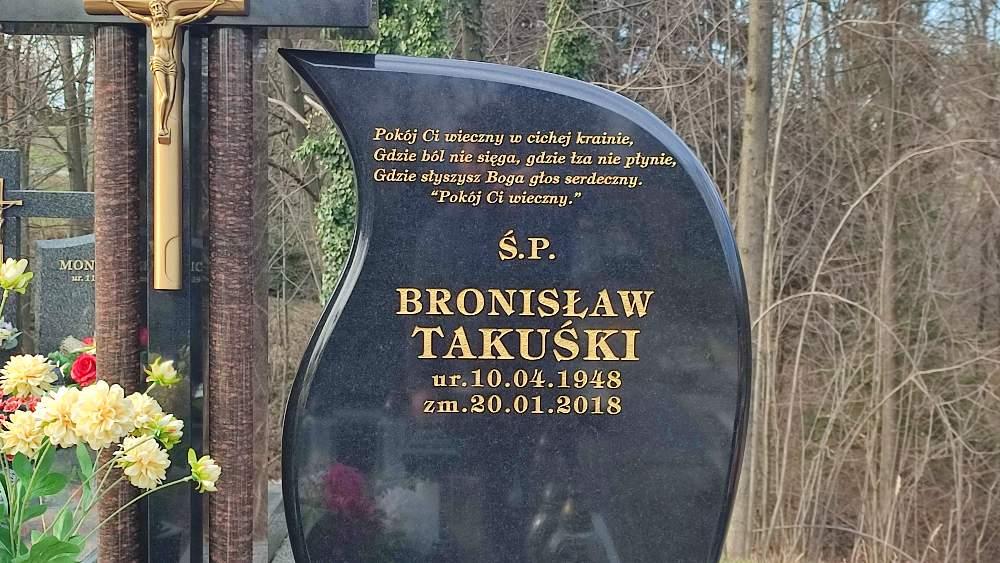 Pokój Ci wieczny w cichej krainie,
Gdzie ból nie sięga, gdzie łza nie płynie,
Gdzie słyszysz Boga głos serdeczny.
“Pokój Ci wieczny.”
Ś.P.
BRONISŁAW
TAKUŚKI
ur.10.04.1948
zm.20.01.2018